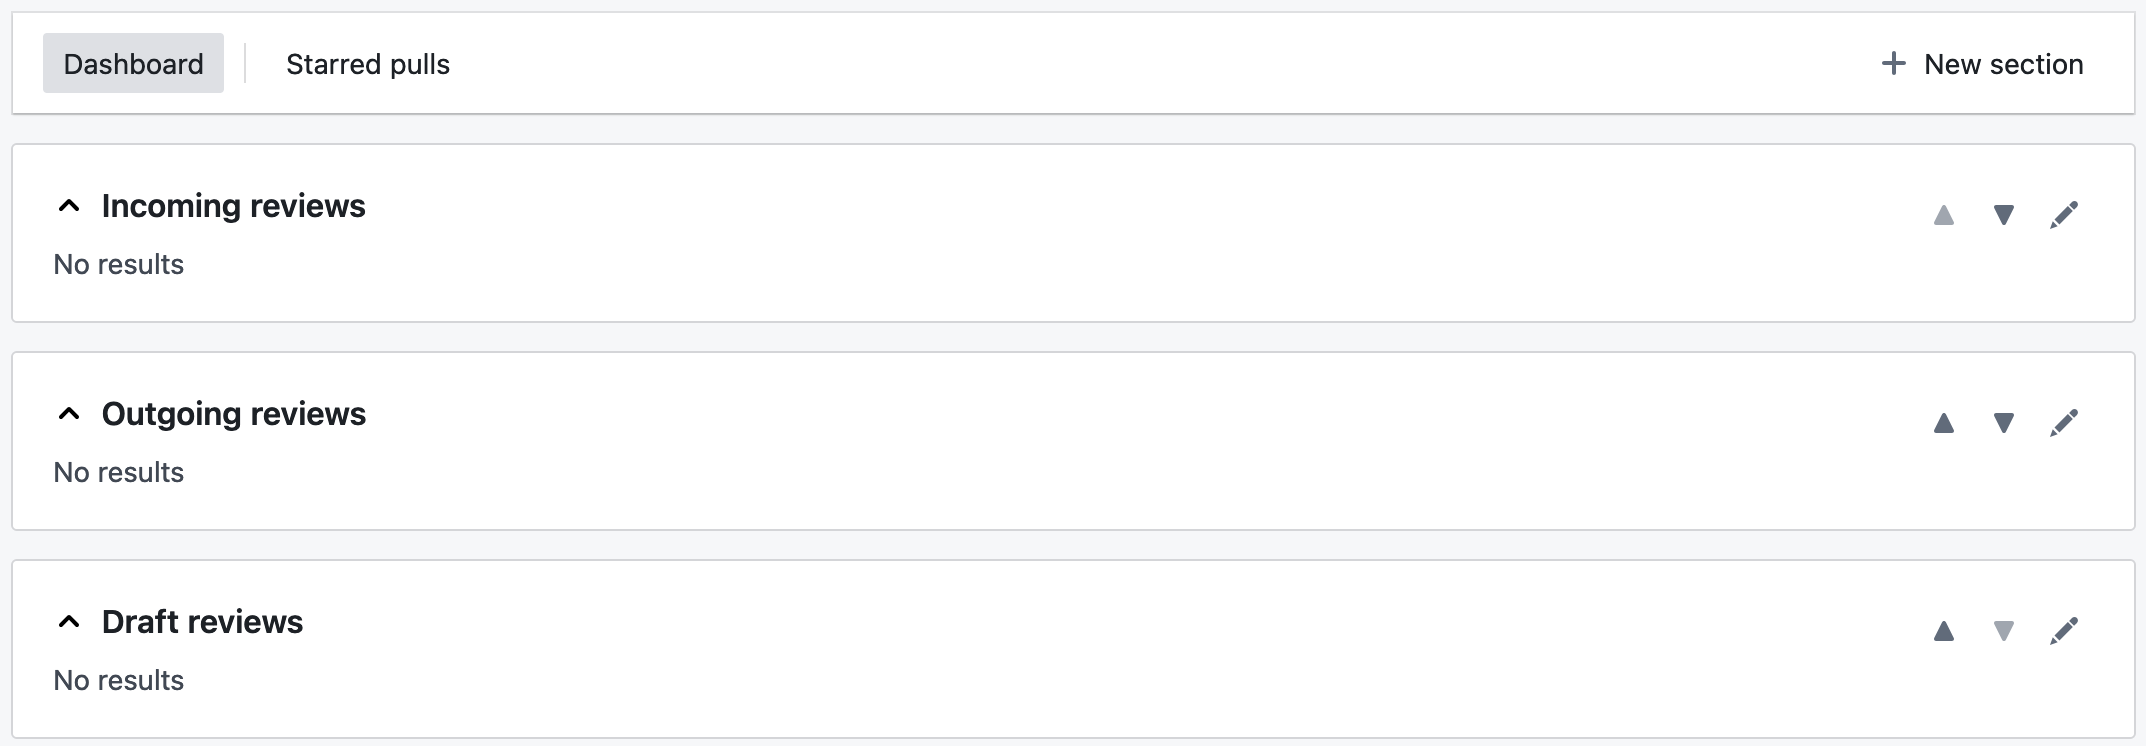 Dashboard
Starred pulls
New section
Incoming reviews
No results
Outgoing reviews
No results
Draft reviews
No results